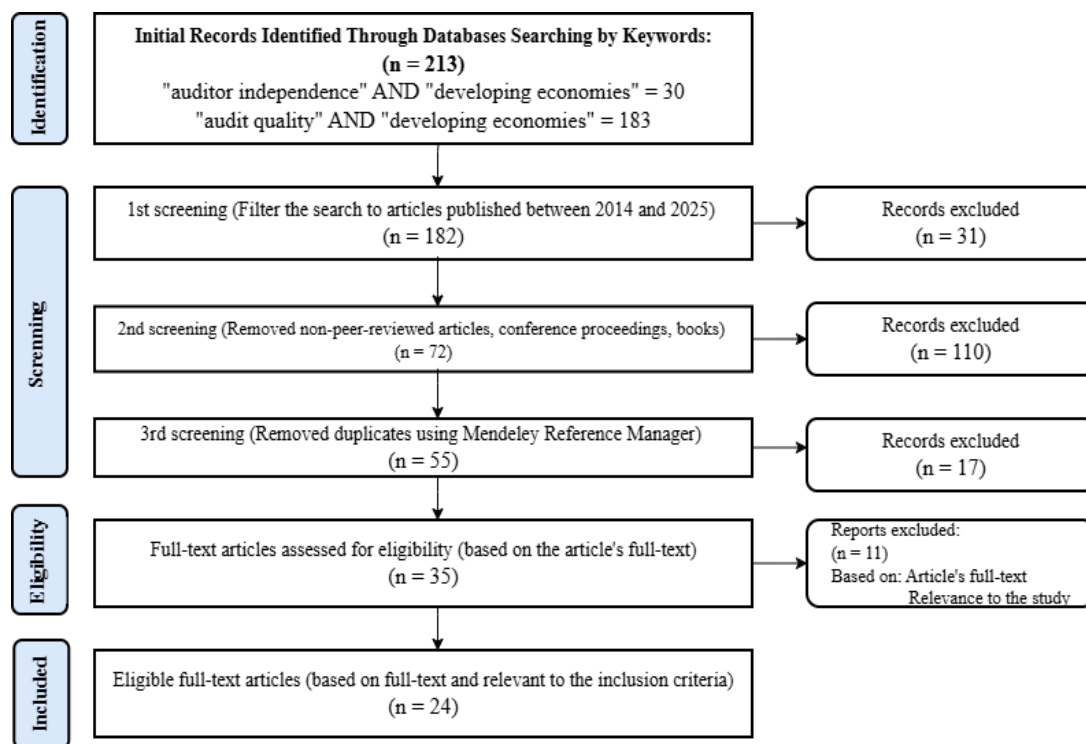 Identification
Initial Records Identified Through Databases Searching by Keywords:
(n = 213)
"auditor independence" AND "developing economies" = 30
"audit quality" AND "developing economies" = 183
Screnning
1st screening (Filter the search to articles published between 2014 and 2025)
(n = 182)
Records excluded
(n = 31)
2nd screening (Removed non-peer-reviewed articles, conference proceedings, books)
(n = 72)
Records excluded
(n = 110)
3rd screening (Removed duplicates using Mendeley Reference Manager)
(n = 55)
Records excluded
(n = 17)
Eligibility
Full-text articles assessed for eligibility (based on the article's full-text)
(n = 35)
Reports excluded:
(n = 11)
Based on: Article's full-text
Relevance to the study
Included
Eligible full-text articles (based on full-text and relevant to the inclusion criteria)
(n = 24)